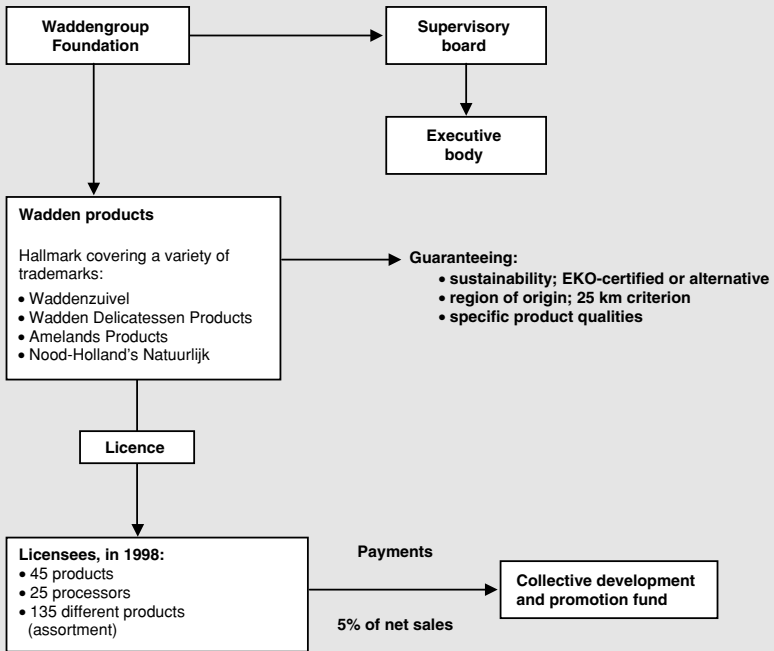 Waddengroup
Foundation
Supervisory
board
Executive
body
Wadden products
Hallmark covering a variety of
trademarks:
• Waddenzuivel
• Wadden Delicatessen Products
• Amelands Products
• Nood-Holland's Natuurlijk
Guaranteeing:
• sustainability; EKO-certified or alternative
• region of origin; 25 km criterion
• specific product qualities
Licence
Licensees, in 1998:
• 45 products
• 25 processors
• 135 different products
(assortment)
Payments
5% of net sales
Collective development
and promotion fund